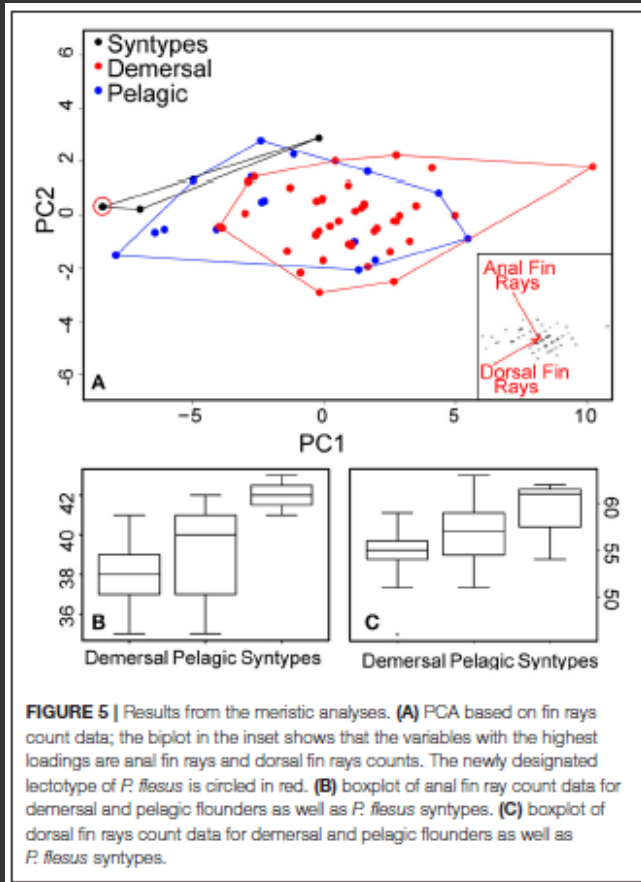 6
4
2
0
−2
−4
−6
PC2
Syntypes
Demersal
Pelagic
Anal Fin
Rays
Dorsal Fin
Rays
A
−5
0
5
10
PC1
42
40
38
36
B
Demersal Pelagic Syntypes
60
55
50
C
Demersal Pelagic Syntypes
FIGURE 5 | Results from the meristic analyses. (A) PCA based on fin rays
count data; the biplot in the inset shows that the variables with the highest
loadings are anal fin rays and dorsal fin rays counts. The newly designated
lectotype of P. flesus is circled in red. (B) boxplot of anal fin ray count data for
demersal and pelagic flounders as well as P. flesus syntypes. (C) boxplot of
dorsal fin rays count data for demersal and pelagic flounders as well as
P. flesus syntypes.